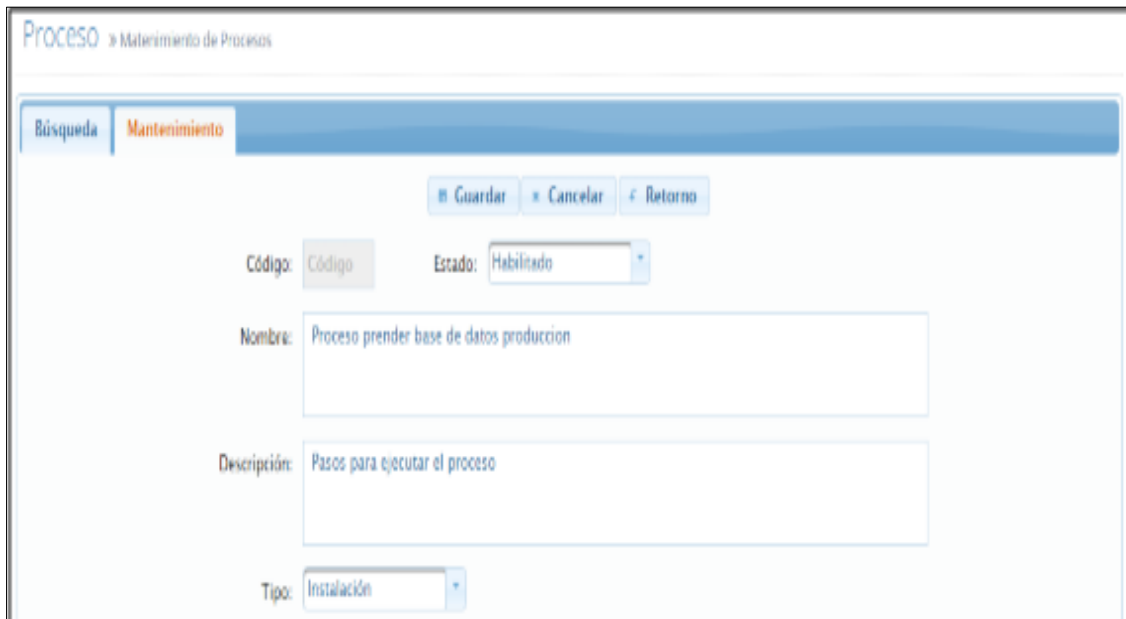 Proceso » Matenimiento de Procesos
Búsqueda Mantenimiento
Guardar Cancelar Retorno
Código: Código Estado: Habilitado
Nombre: Proceso prender base de datos produccion
Descripción: Pasos para ejecutar el proceso
Tipo: Instalación